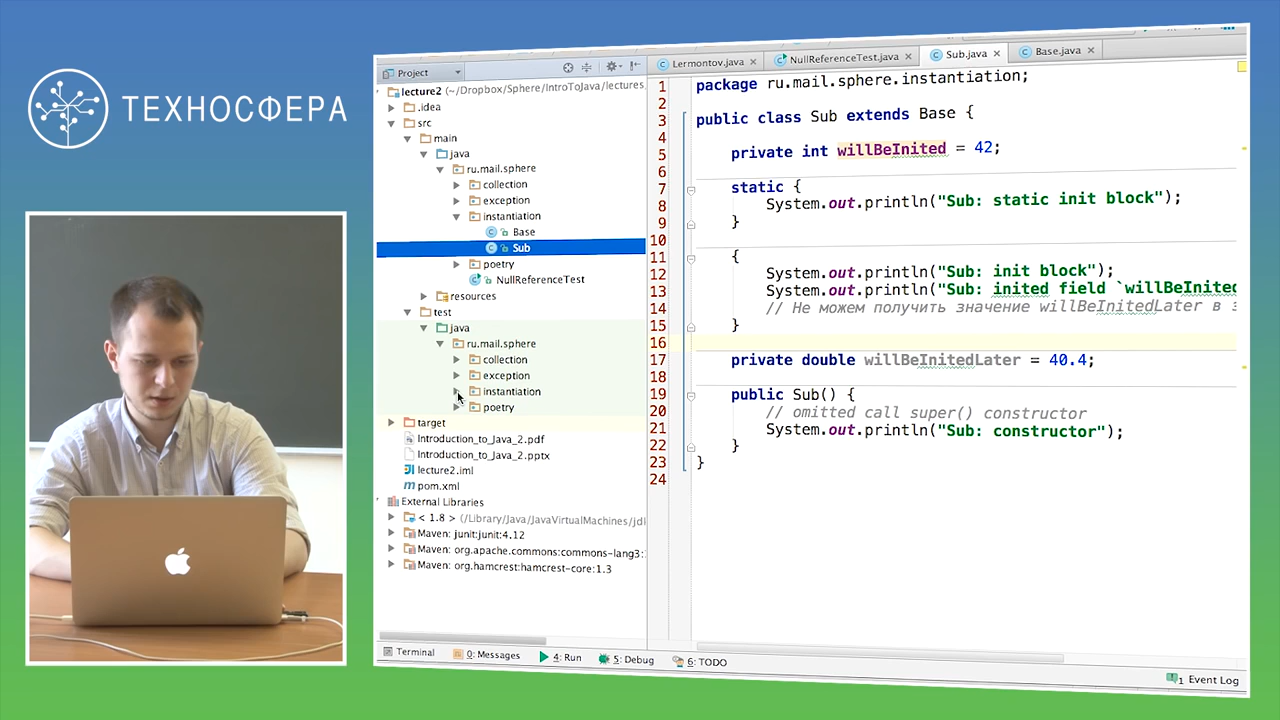 ТЕХНОСФЕРА
Project
lecture2 (~/Dropbox/Sphere/IntroToJava/lectures,
.idea
src
main
java
ru.mail.sphere
collection
exception
instantiation
Base
Sub
poetry
NullReferenceTest
resources
test
java
ru.mail.sphere
collection
exception
instantiation
poetry
target
Introduction_to_Java_2.pdf
Introduction_to_Java_2.pptx
lecture2.iml
pom.xml
External Libraries
< 1.8 > (/Library/Java/JavaVirtualMachines/jdk
Maven: junit:junit:4.12
Maven: org.apache.commons:commons-lang3:
Maven: org.hamcrest:hamcrest-core:1.3
Lermontov.java NullReferenceTest.java Sub.java Base.java
1 package ru.mail.sphere.instantiation;
2
3 public class Sub extends Base {
4
5 private int willBeInited = 42;
6
7 static {
8 System.out.println("Sub: static init block");
9 }
10
11 {
12 System.out.println("Sub: init block");
13 System.out.println("Sub: inited field `willBeInited
14 // Не можем получить значение willBeInitedLater в э
15 }
16
17 private double willBeInitedLater = 40.4;
18
19 public Sub() {
20 // omitted call super() constructor
21 System.out.println("Sub: constructor");
22 }
23 }
24
Terminal 0: Messages 4: Run 5: Debug 6: TODO
1 Event Log